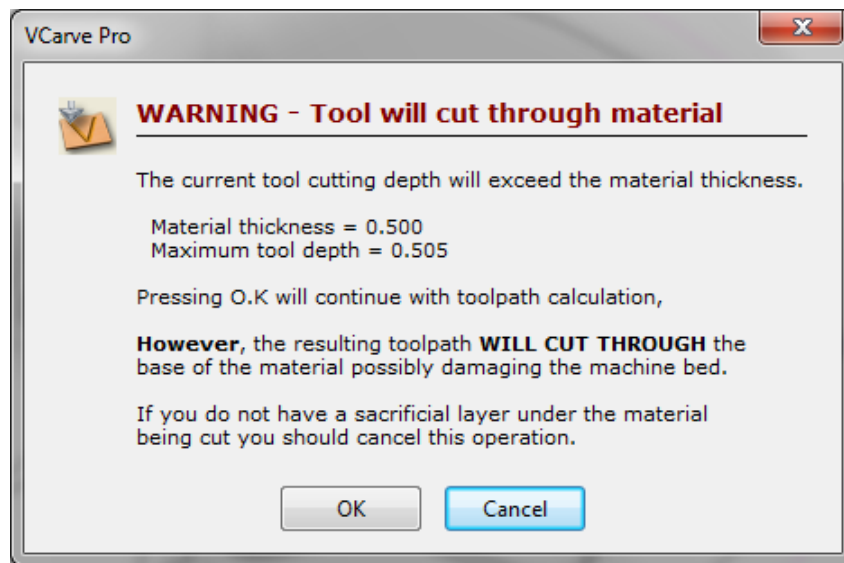 VCarve Pro
WARNING - Tool will cut through material
The current tool cutting depth will exceed the material thickness.
Material thickness = 0.500
Maximum tool depth = 0.505
Pressing O.K will continue with toolpath calculation,
However, the resulting toolpath WILL CUT THROUGH the
base of the material possibly damaging the machine bed.
If you do not have a sacrificial layer under the material
being cut you should cancel this operation.
OK
Cancel